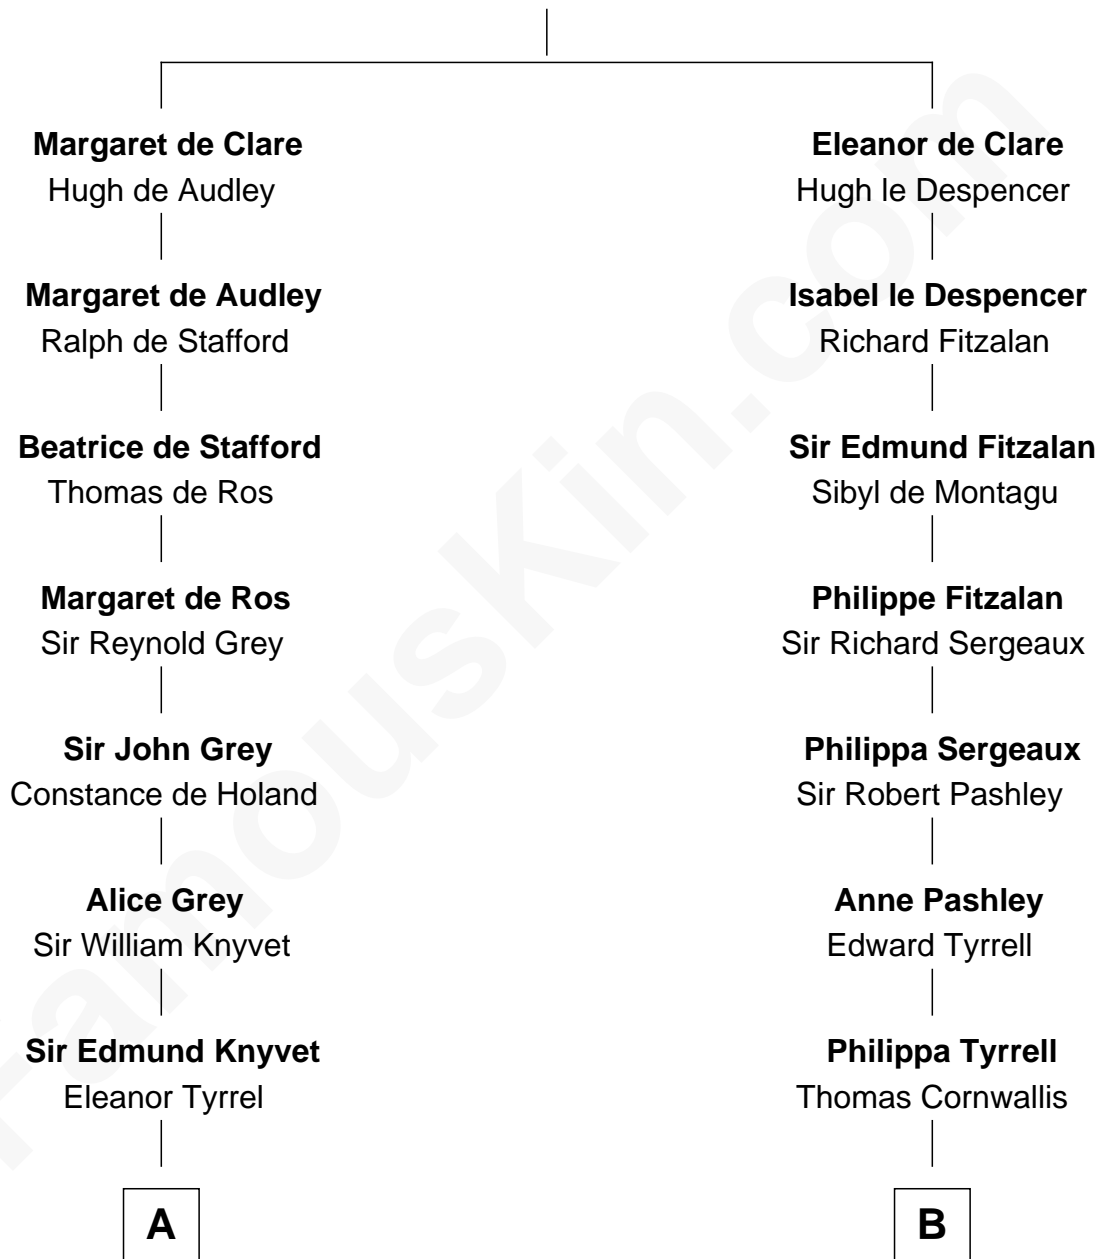 Margaret de Clare
Hugh de Audley
Eleanor de Clare
Hugh le Despencer
Margaret de Audley
Ralph de Stafford
Isabel le Despencer
Richard Fitzalan
Beatrice de Stafford
Thomas de Ros
Sir Edmund Fitzalan
Sibyl de Montagu
Margaret de Ros
Sir Reynold Grey
Philippe Fitzalan
Sir Richard Sergeaux
Sir John Grey
Constance de Holand
Philippa Sergeaux
Sir Robert Pashley
Alice Grey
Sir William Knyvet
Anne Pashley
Edward Tyrrell
Sir Edmund Knyvet
Eleanor Tyrrel
Philippa Tyrrell
Thomas Cornwallis
A
B
FamousKin.com